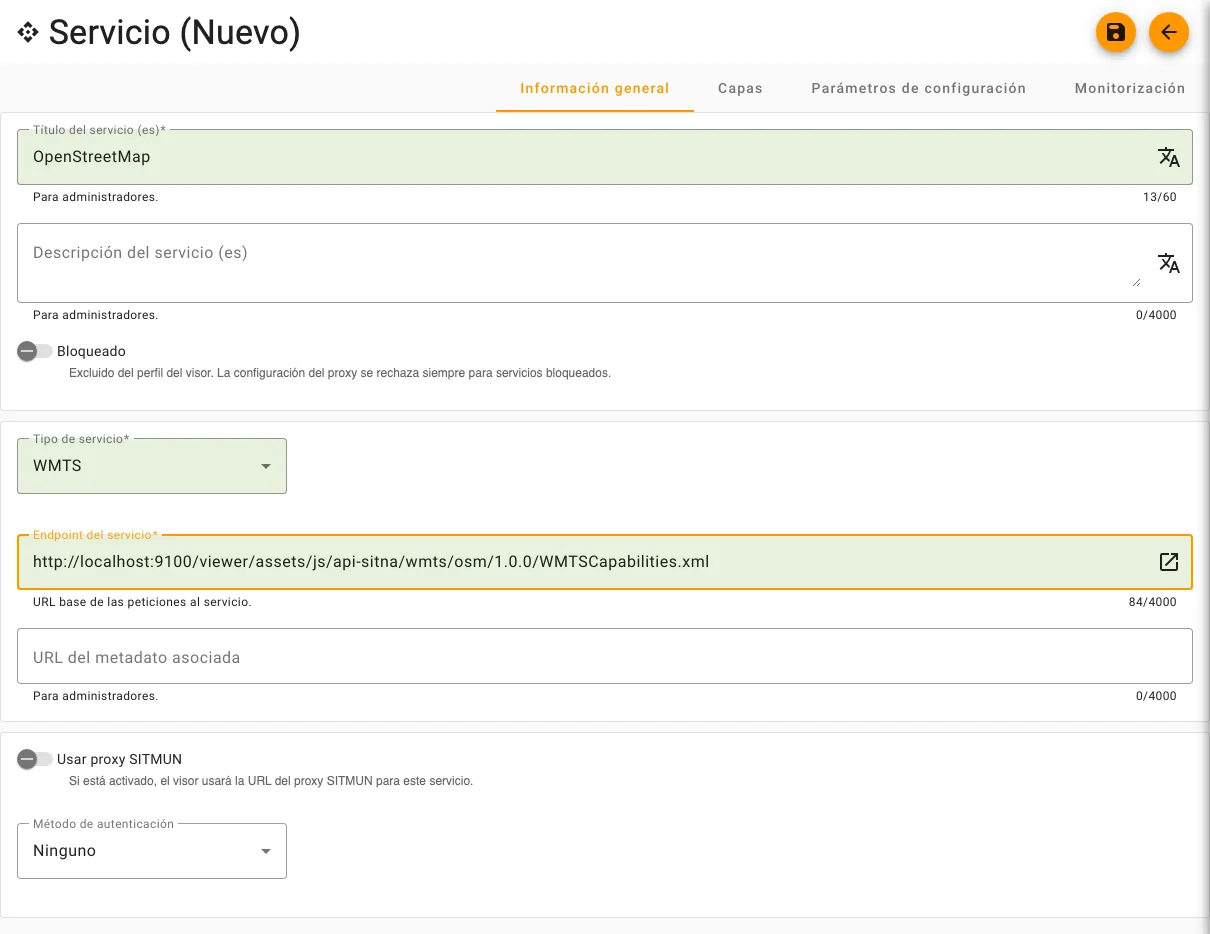 Servicio (Nuevo)
Información general
Capas
Parámetros de configuración
Monitorización
Título del servicio (es)*
OpenStreetMap
Para administradores.
13/60
Descripción del servicio (es)
Para administradores.
0/4000
Bloqueado
Excluido del perfil del visor. La configuración del proxy se rechaza siempre para servicios bloqueados.
Tipo de servicio*
WMTS
Endpoint del servicio*
http://localhost:9100/viewer/assets/js/api-sitna/wmts/osm/1.0.0/WMTSCapabilities.xml
URL base de las peticiones al servicio.
84/4000
URL del metadato asociada
Para administradores.
0/4000
Usar proxy SITMUN
Si está activado, el visor usará la URL del proxy SITMUN para este servicio.
Método de autenticación
Ninguno